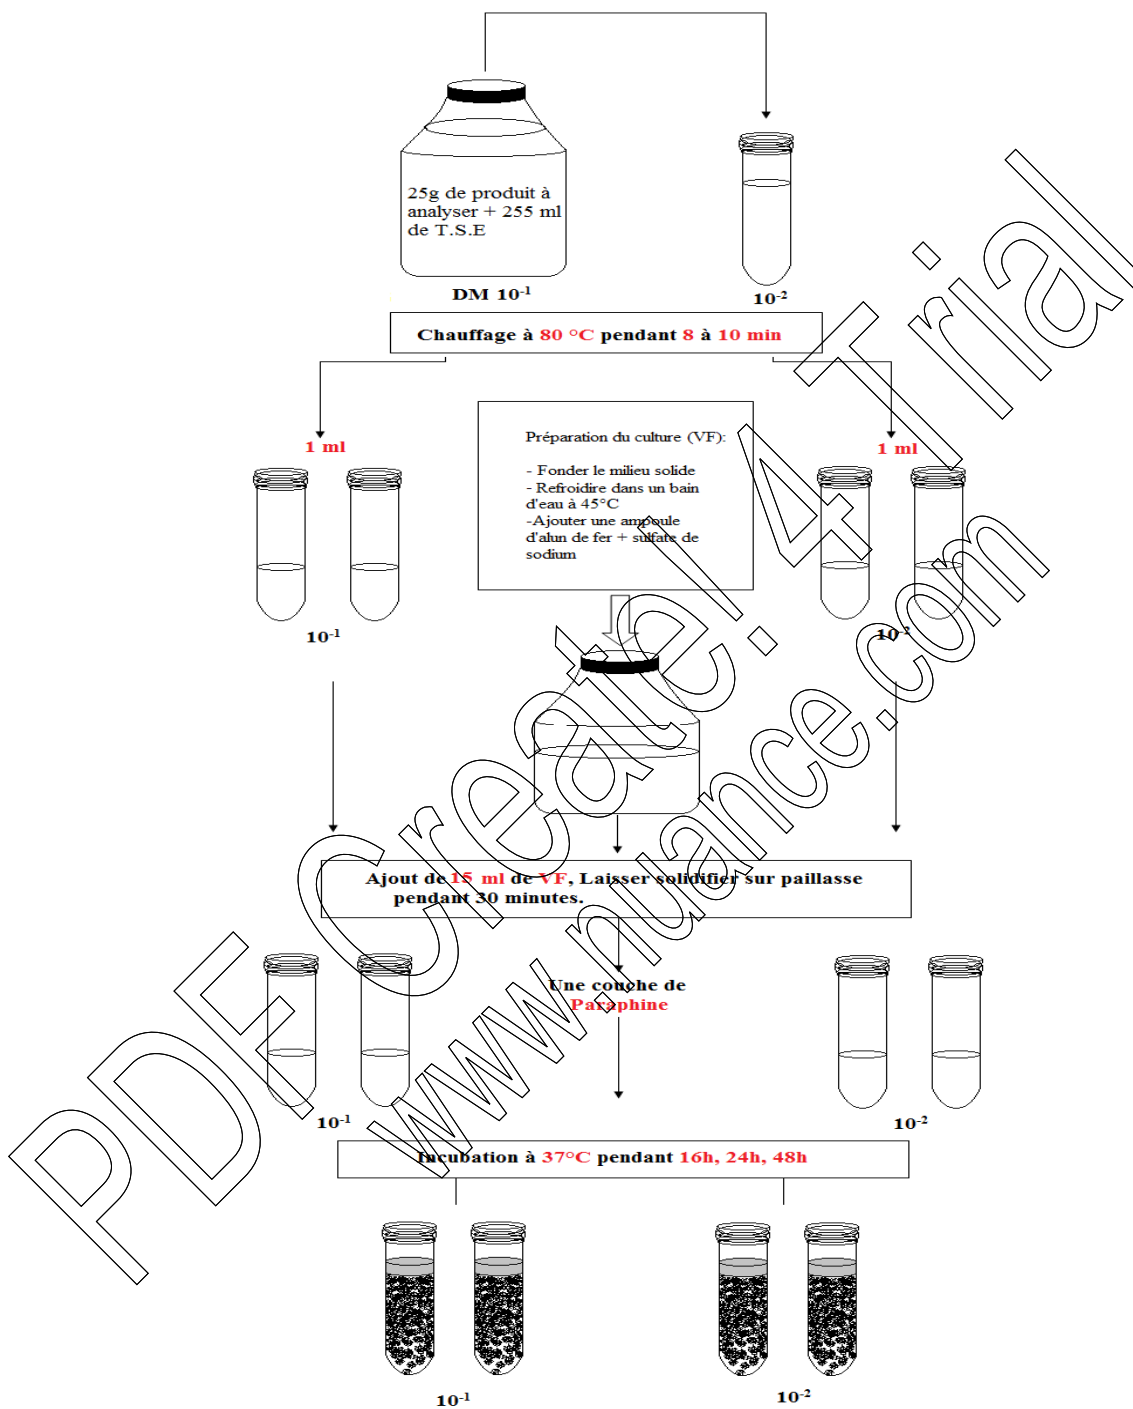 25g de produit à
analyser + 255 ml
de T.S.E
DM 10⁻¹
10⁻²
Chauffage à 80 °C pendant 8 à 10 min
1 ml
1 ml
Préparation du culture (VF):
- Fonder le milieu solide
- Refroidire dans un bain
d'eau à 45°C
-Ajouter une ampoule
d'alun de fer + sulfate de
sodium
10⁻¹
10⁻²
Ajout de 15 ml de VF, Laisser solidifier sur paillasse
pendant 30 minutes.
Une couche de
Paraphine
10⁻¹
10⁻²
Incubation à 37°C pendant 16h, 24h, 48h
10⁻¹
10⁻²
PDF Create! 4 Trial
www.nuance.com